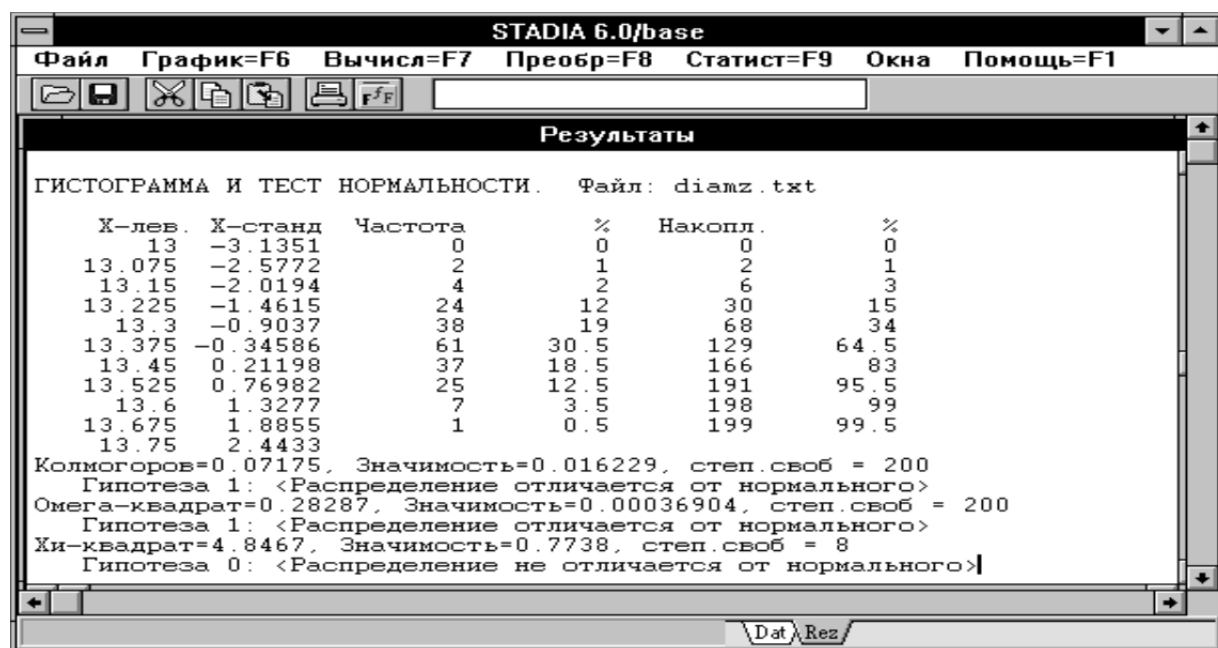 STADIA 6.0/base
Файл График=F6 Вычисл=F7 Преобр=F8 Статист=F9 Окна Помощь=F1
F f F
Результаты
ГИСТОГРАММА И ТЕСТ НОРМАЛЬНОСТИ. Файл: diamz.txt
X-лев. X-станд Частота % Накопл. %
13 -3.1351 0 0 0 0
13.075 -2.5772 2 1 2 1
13.15 -2.0194 4 2 6 3
13.225 -1.4615 24 12 30 15
13.3 -0.9037 38 19 68 34
13.375 -0.34586 61 30.5 129 64.5
13.45 0.21198 37 18.5 166 83
13.525 0.76982 25 12.5 191 95.5
13.6 1.3277 7 3.5 198 99
13.675 1.8855 1 0.5 199 99.5
13.75 2.4433
Колмогоров=0.07175, Значимость=0.016229, степ.своб = 200
Гипотеза 1: <Распределение отличается от нормального>
Омега-квадрат=0.28287, Значимость=0.00036904, степ.своб = 200
Гипотеза 1: <Распределение отличается от нормального>
Хи-квадрат=4.8467, Значимость=0.7738, степ.своб = 8
Гипотеза 0: <Распределение не отличается от нормального>
Dat Rez